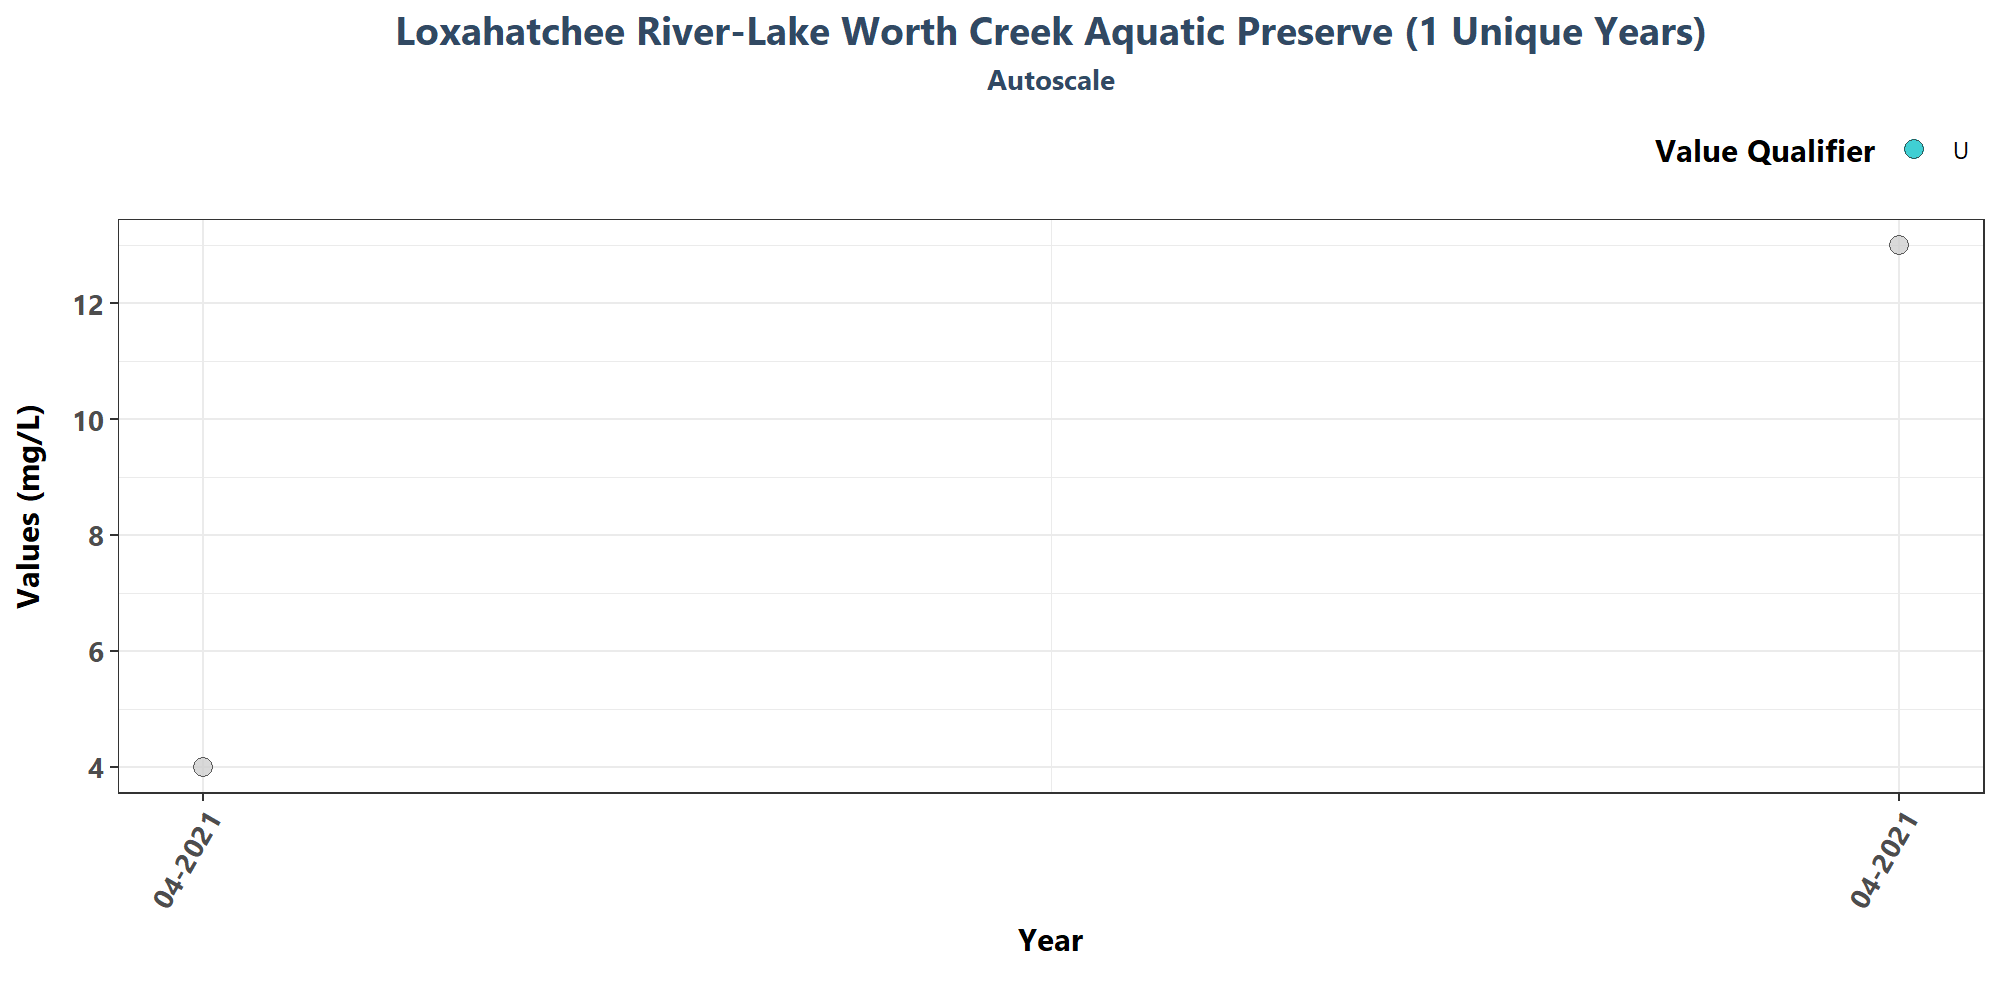 Loxahatchee River-Lake Worth Creek Aquatic Preserve (1 Unique Years)
Autoscale
Value Qualifier U
12
10
8
6
4
Values (mg/L)
04-2021 04-2021
Year